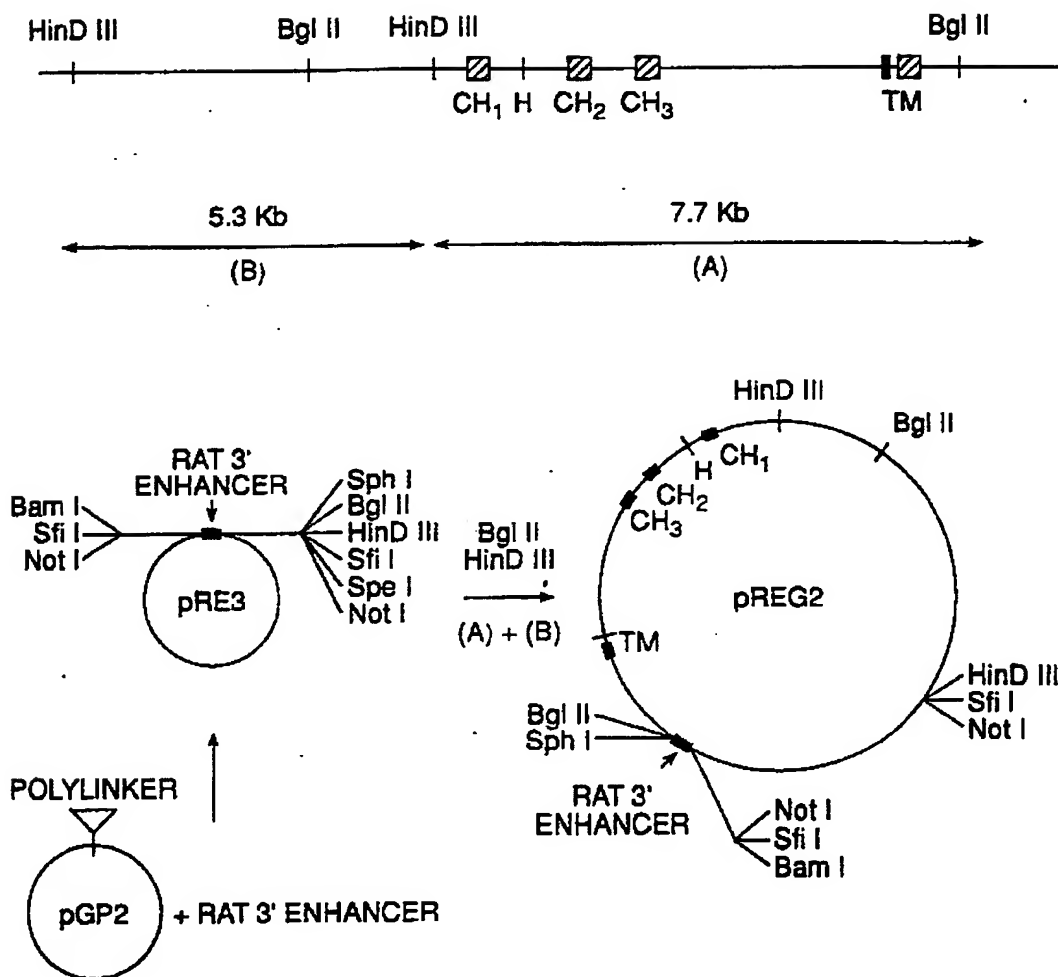 HinD III
Bgl II
HinD III
Bgl II
CH1
H
CH2
CH3
TM
5.3 Kb
7.7 Kb
(B)
(A)
RAT 3'
ENHANCER
Bam I
Sfi I
Not I
Sph I
Bgl II
HinD III
Sfi I
Spe I
Not I
pRE3
Bgl II
HinD III
(A) + (B)
HinD III
Bgl II
CH1
H
CH2
CH3
pREG2
TM
Bgl II
Sph I
HinD III
Sfi I
Not I
RAT 3'
ENHANCER
Not I
Sfi I
Bam I
POLYLINKER
pGP2
+ RAT 3' ENHANCER